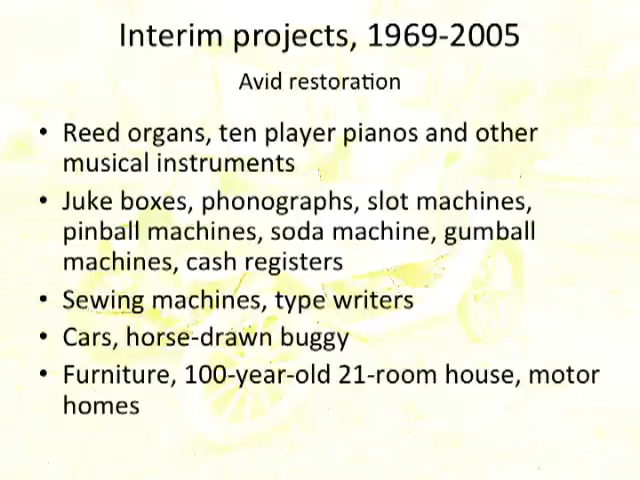 Interim projects, 1969-2005
Avid restoration
• Reed organs, ten player pianos and other
musical instruments
• Juke boxes, phonographs, slot machines,
pinball machines, soda machine, gumball
machines, cash registers
• Sewing machines, type writers
• Cars, horse-drawn buggy
• Furniture, 100-year-old 21-room house, motor
homes